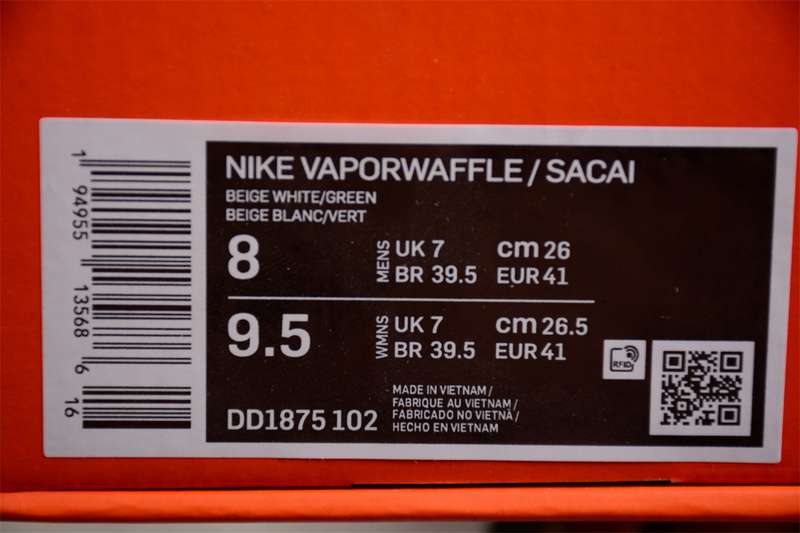 NIKE VAPORWAFFLE / SACAI
BEIGE WHITE/GREEN
BEIGE BLANC/VERT
8
MENS
UK 7 cm 26
BR 39.5 EUR 41
9.5
WMNS
UK 7 cm 26.5
BR 39.5 EUR 41
DD1875 102
MADE IN VIETNAM /
FABRIQUE AU VIETNAM /
FABRICADO NO VIETNÃ /
HECHO EN VIETNAM
RFID
1 94955 13568 6 16